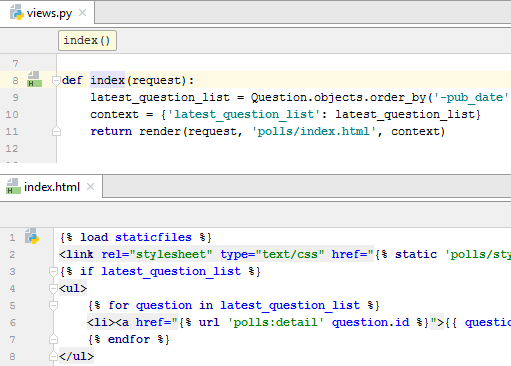 views.py
index()
7
8 def index(request):
9 latest_question_list = Question.objects.order_by('-pub_date'
10 context = {'latest_question_list': latest_question_list}
11 return render(request, 'polls/index.html', context)
12
index.html
1 {% load staticfiles %}
2 <link rel="stylesheet" type="text/css" href="{% static 'polls/sty
3 {% if latest_question_list %}
4 <ul>
5 {% for question in latest_question_list %}
6 <li><a href="{% url 'polls:detail' question.id %}">{{ questio
7 {% endfor %}
8 </ul>